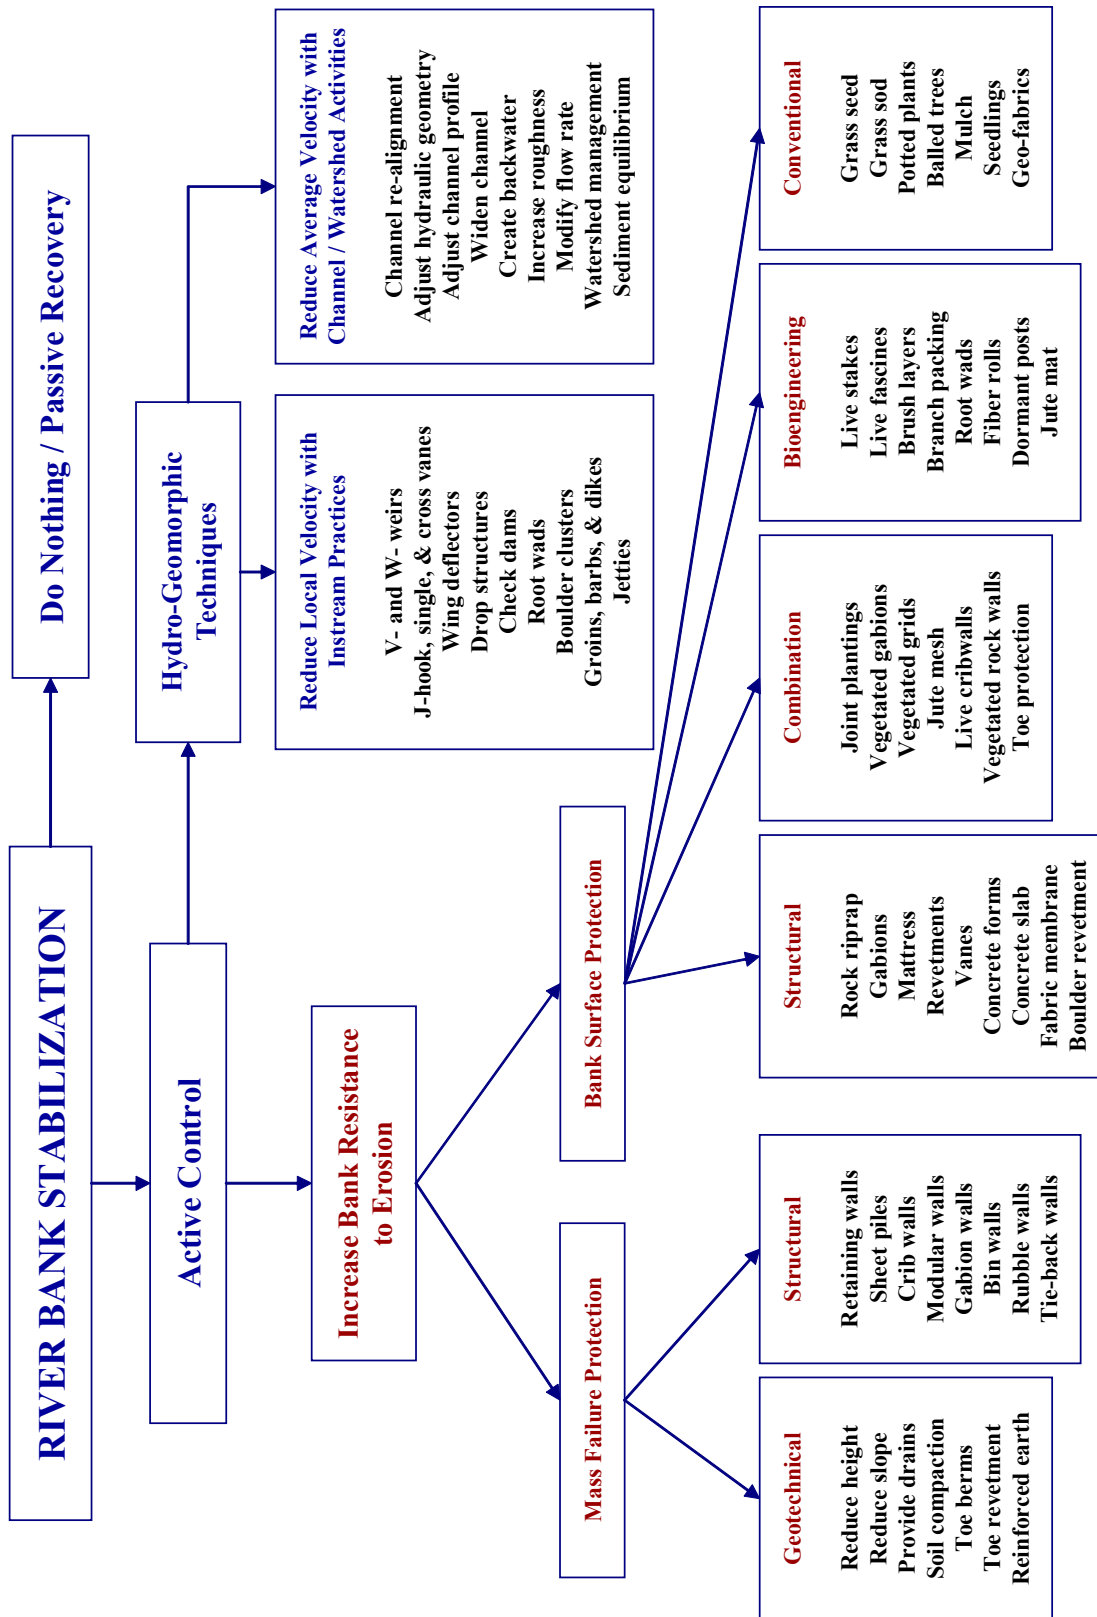 RIVER BANK STABILIZATION
Do Nothing / Passive Recovery
Active Control
Hydro-Geomorphic
Techniques
Increase Bank Resistance
to Erosion
Reduce Local Velocity with
Instream Practices
V- and W- weirs
J-hook, single, & cross vanes
Wing deflectors
Drop structures
Check dams
Root wads
Boulder clusters
Groins, barbs, & dikes
Jetties
Reduce Average Velocity with
Channel / Watershed Activities
Channel re-alignment
Adjust hydraulic geometry
Adjust channel profile
Widen channel
Create backwater
Increase roughness
Modify flow rate
Watershed management
Sediment equilibrium
Mass Failure Protection
Bank Surface Protection
Geotechnical
Reduce height
Reduce slope
Provide drains
Soil compaction
Toe berms
Toe revetment
Reinforced earth
Structural
Retaining walls
Sheet piles
Crib walls
Modular walls
Gabion walls
Bin walls
Rubble walls
Tie-back walls
Structural
Rock riprap
Gabions
Mattress
Revetments
Vanes
Concrete forms
Concrete slab
Fabric membrane
Boulder revetment
Combination
Joint plantings
Vegetated gabions
Vegetated grids
Jute mesh
Live cribwalls
Vegetated rock walls
Toe protection
Bioengineering
Live stakes
Live fascines
Brush layers
Branch packing
Root wads
Fiber rolls
Dormant posts
Jute mat
Conventional
Grass seed
Grass sod
Potted plants
Balled trees
Mulch
Seedlings
Geo-fabrics